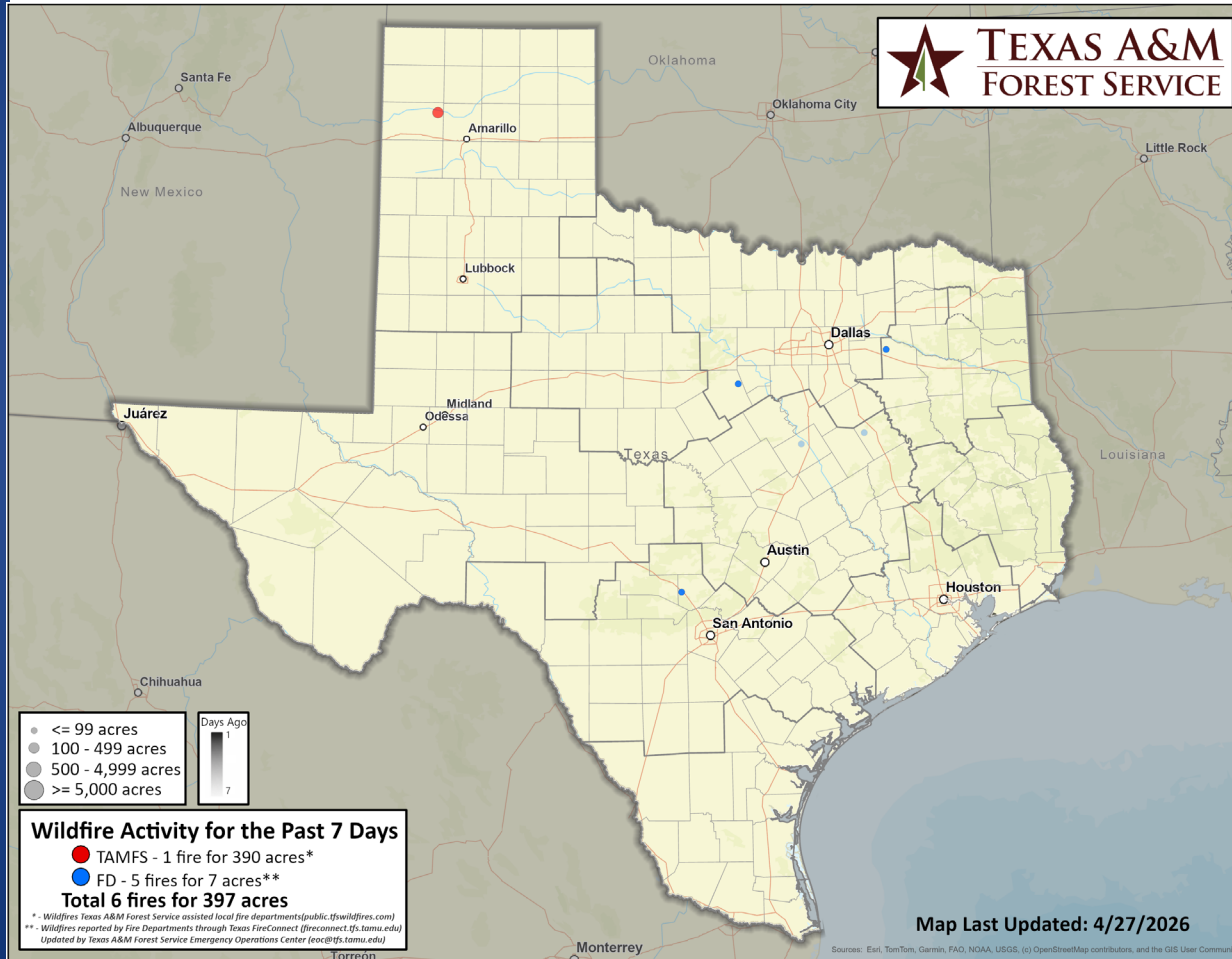 TEXAS A&M
FOREST SERVICE
Oklahoma
Santa Fe
Oklahoma City
Albuquerque
Amarillo
Little Rock
New Mexico
Lubbock
Dallas
Midland
Odessa
Juárez
Texas
Louisiana
Austin
Houston
San Antonio
Chihuahua
<= 99 acres
100 - 499 acres
500 - 4,999 acres
>= 5,000 acres
Days Ago
1
7
Wildfire Activity for the Past 7 Days
TAMFS - 1 fire for 390 acres*
FD - 5 fires for 7 acres**
Total 6 fires for 397 acres
* - Wildfires Texas A&M Forest Service assisted local fire departments(public.tfswildfires.com)
** - Wildfires reported by Fire Departments through Texas FireConnect (fireconnect.tfs.tamu.edu)
Updated by Texas A&M Forest Service Emergency Operations Center (eoc@tfs.tamu.edu)
Map Last Updated: 4/27/2026
Monterrey
Torreón
Sources: Esri, TomTom, Garmin, FAO, NOAA, USGS, (c) OpenStreetMap contributors, and the GIS User Communi